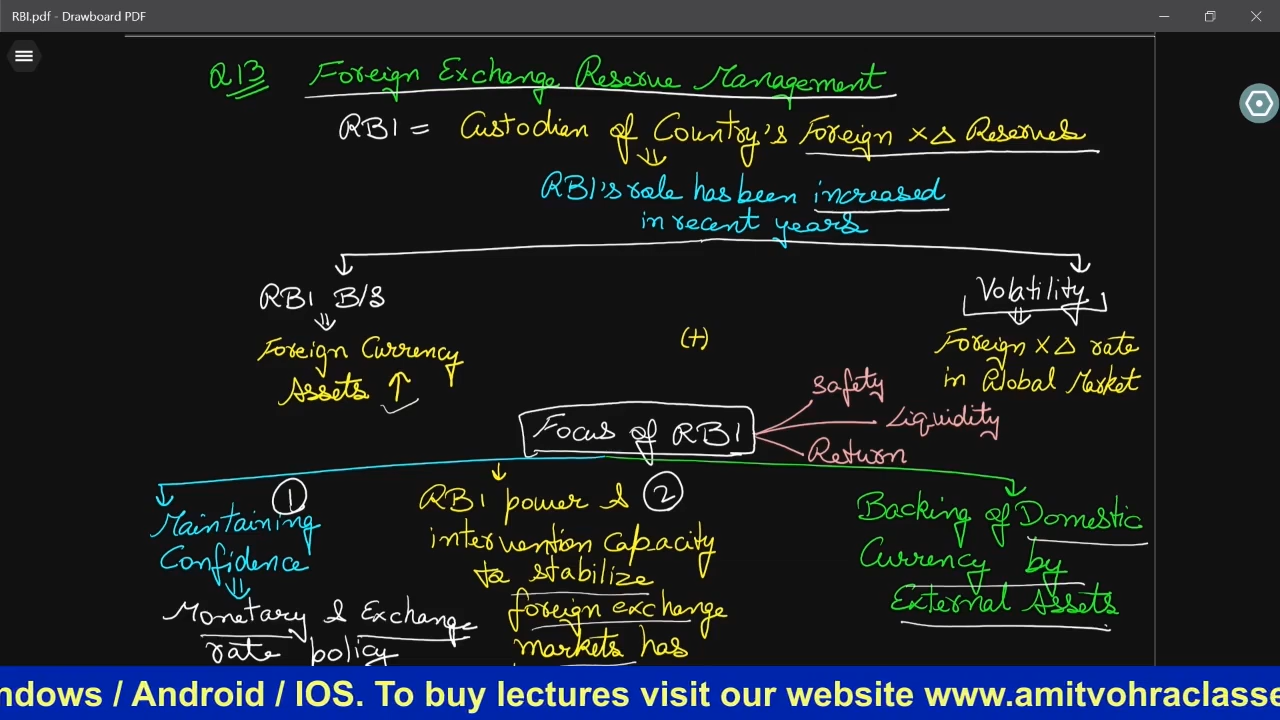 RBI.pdf - Drawboard PDF
Q13 Foreign Exchange Reserve Management
RBI = Custodian of Country's Foreign X∆ Reserves
RBI's role has been increased
in recent years
RBI B/S
Foreign Currency
Assets ↑
(+)
Volatility
Foreign X∆ rate
in Global Market
Focus of RBI
Safety
Liquidity
Return
①
Maintaining
Confidence
Monetary & Exchange
rate policy
②
RBI power &
intervention capacity
to stabilize
foreign exchange
markets has
Backing of Domestic
Currency by
External Assets
ndows / Android / IOS. To buy lectures visit our website www.amitvohraclasse